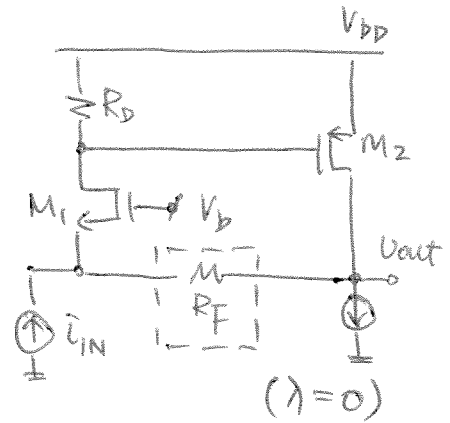 VDD
RD
M2
M1
Vb
Vout
RF
iIN
(λ=0)